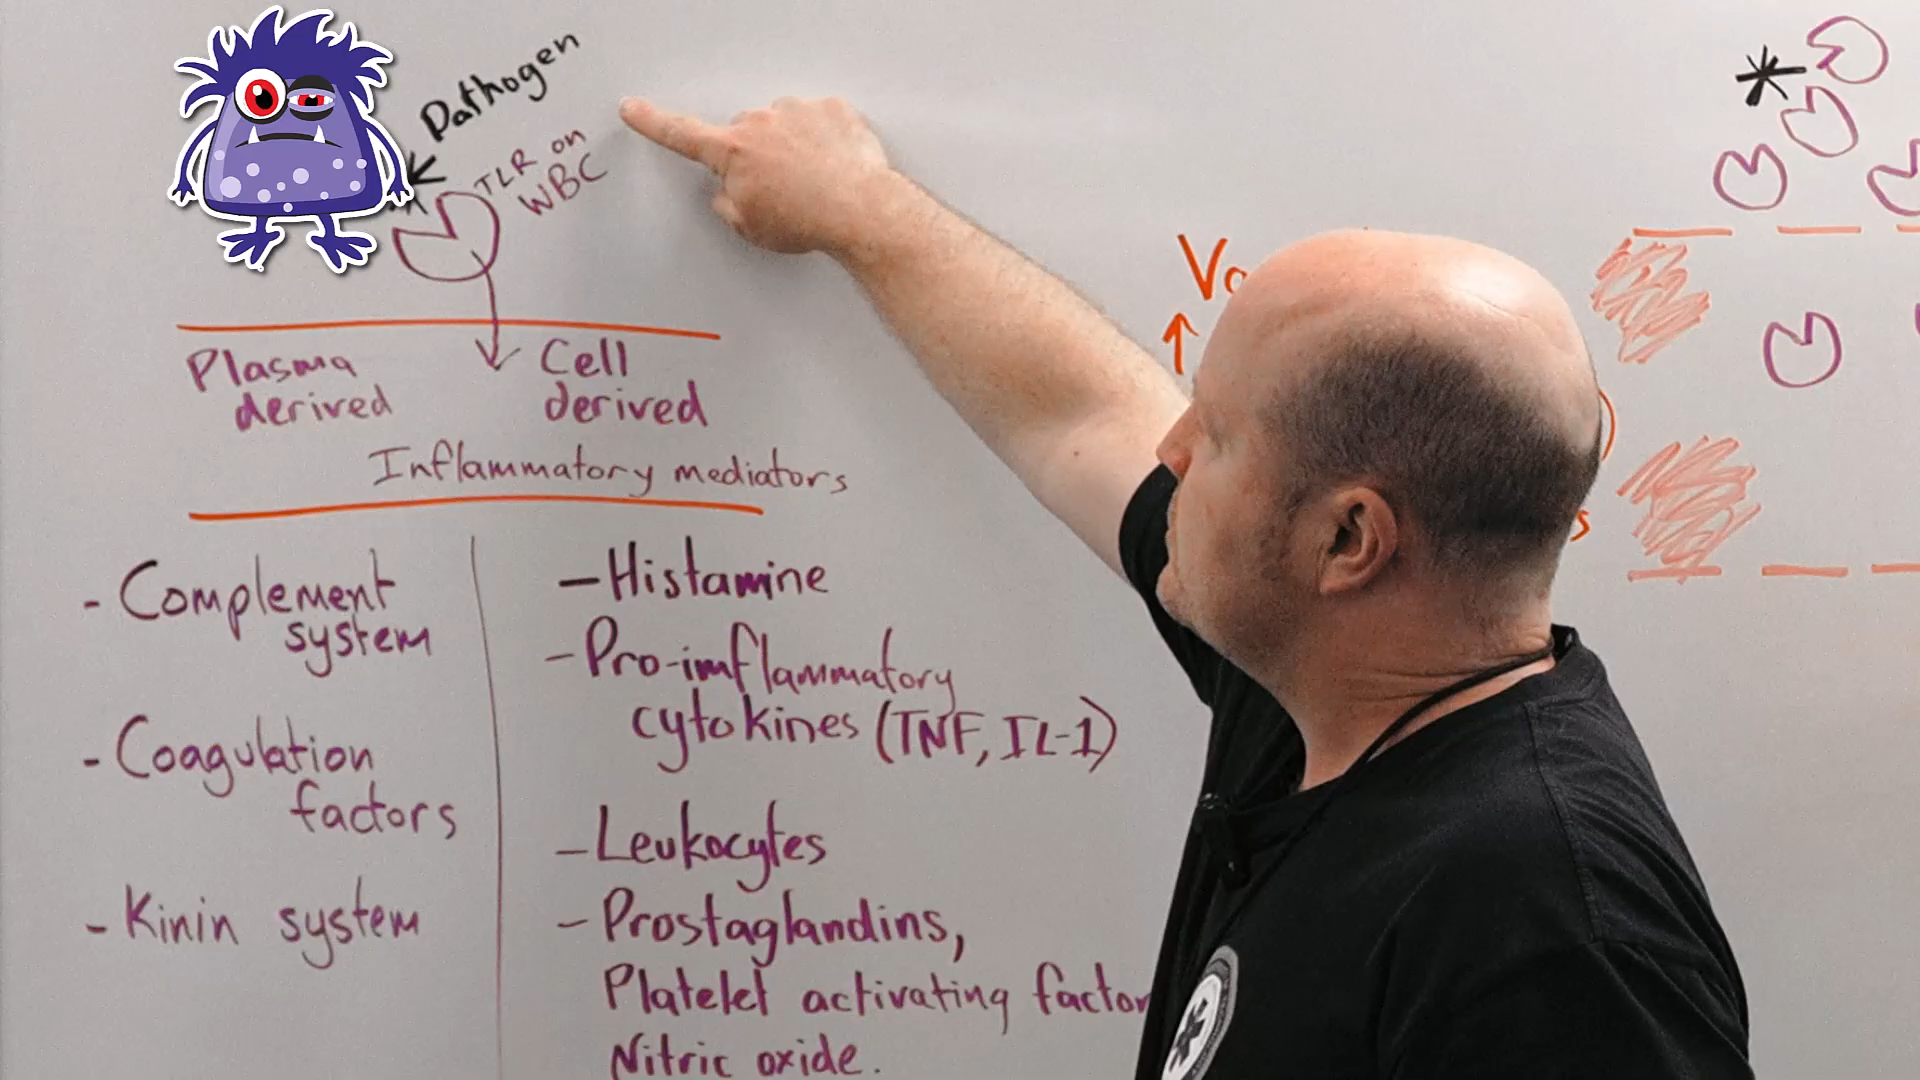 Pathogen
TLR on
WBC
Plasma
derived
Cell
derived
Inflammatory mediators
- Complement
system
- Coagulation
factors
- Kinin system
- Histamine
- Pro-imflammatory
cytokines (TNF, IL-1)
- Leukocytes
- Prostaglandins,
Platelet activating factor
Nitric oxide.